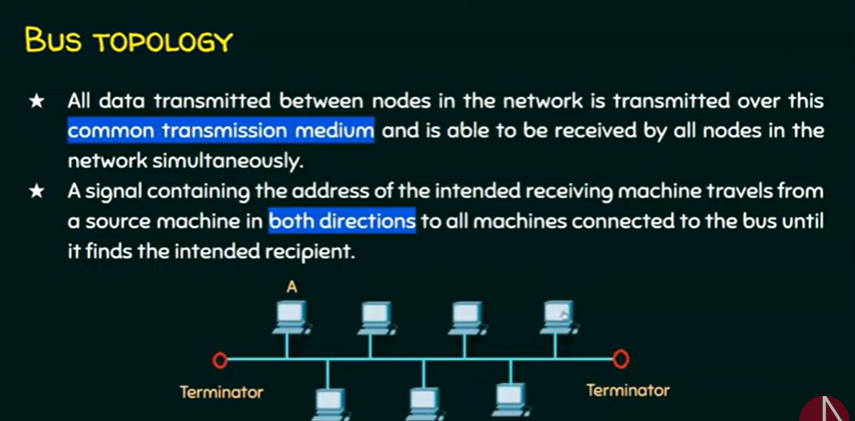 BUS TOPOLOGY
★ All data transmitted between nodes in the network is transmitted over this
common transmission medium and is able to be received by all nodes in the
network simultaneously.
★ A signal containing the address of the intended receiving machine travels from
a source machine in both directions to all machines connected to the bus until
it finds the intended recipient.
A
Terminator
Terminator